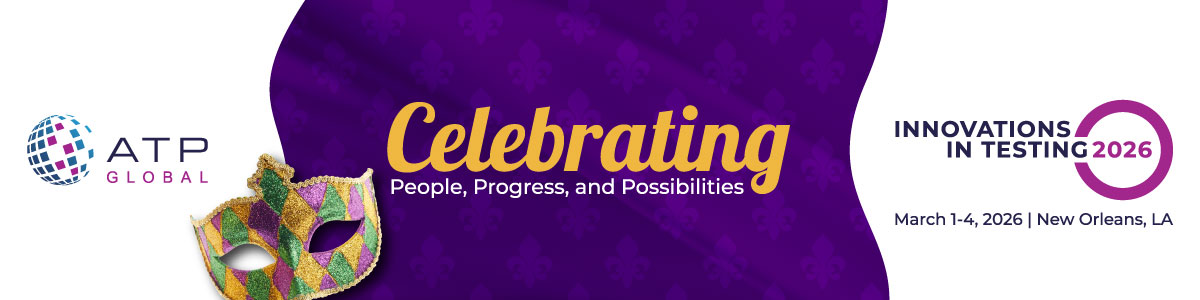 ATP
GLOBAL
Celebrating
People, Progress, and Possibilities
INNOVATIONS
IN TESTING 2026
March 1-4, 2026 | New Orleans, LA